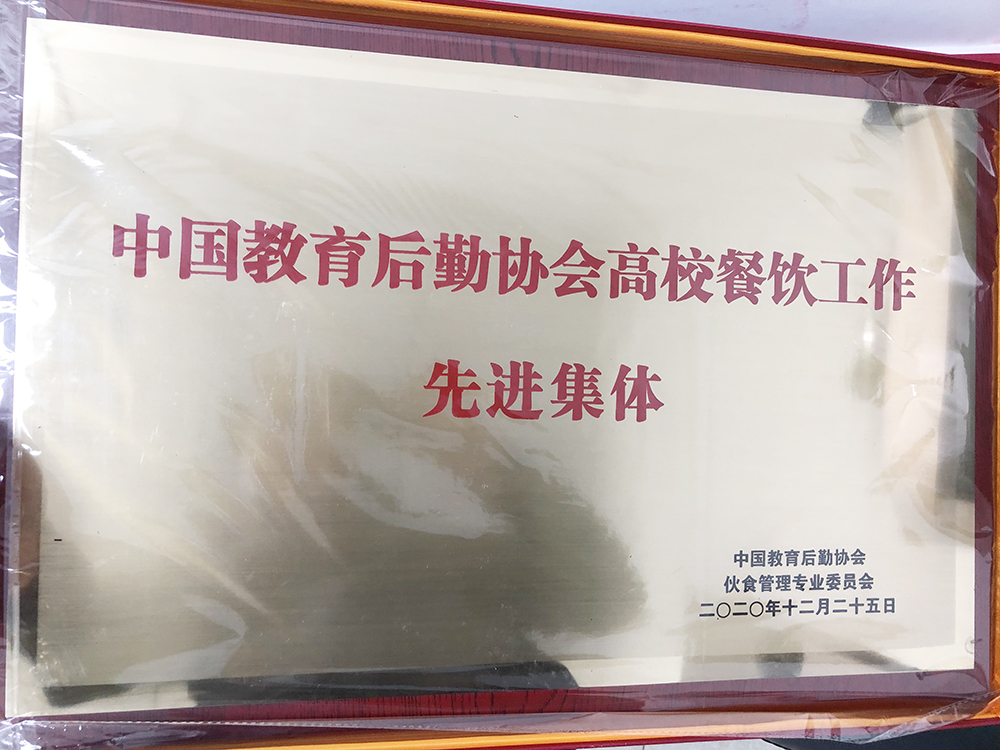 中国教育后勤协会高校餐饮工作
先进集体
中国教育后勤协会
伙食管理专业委员会
二〇二〇年十二月二十五日